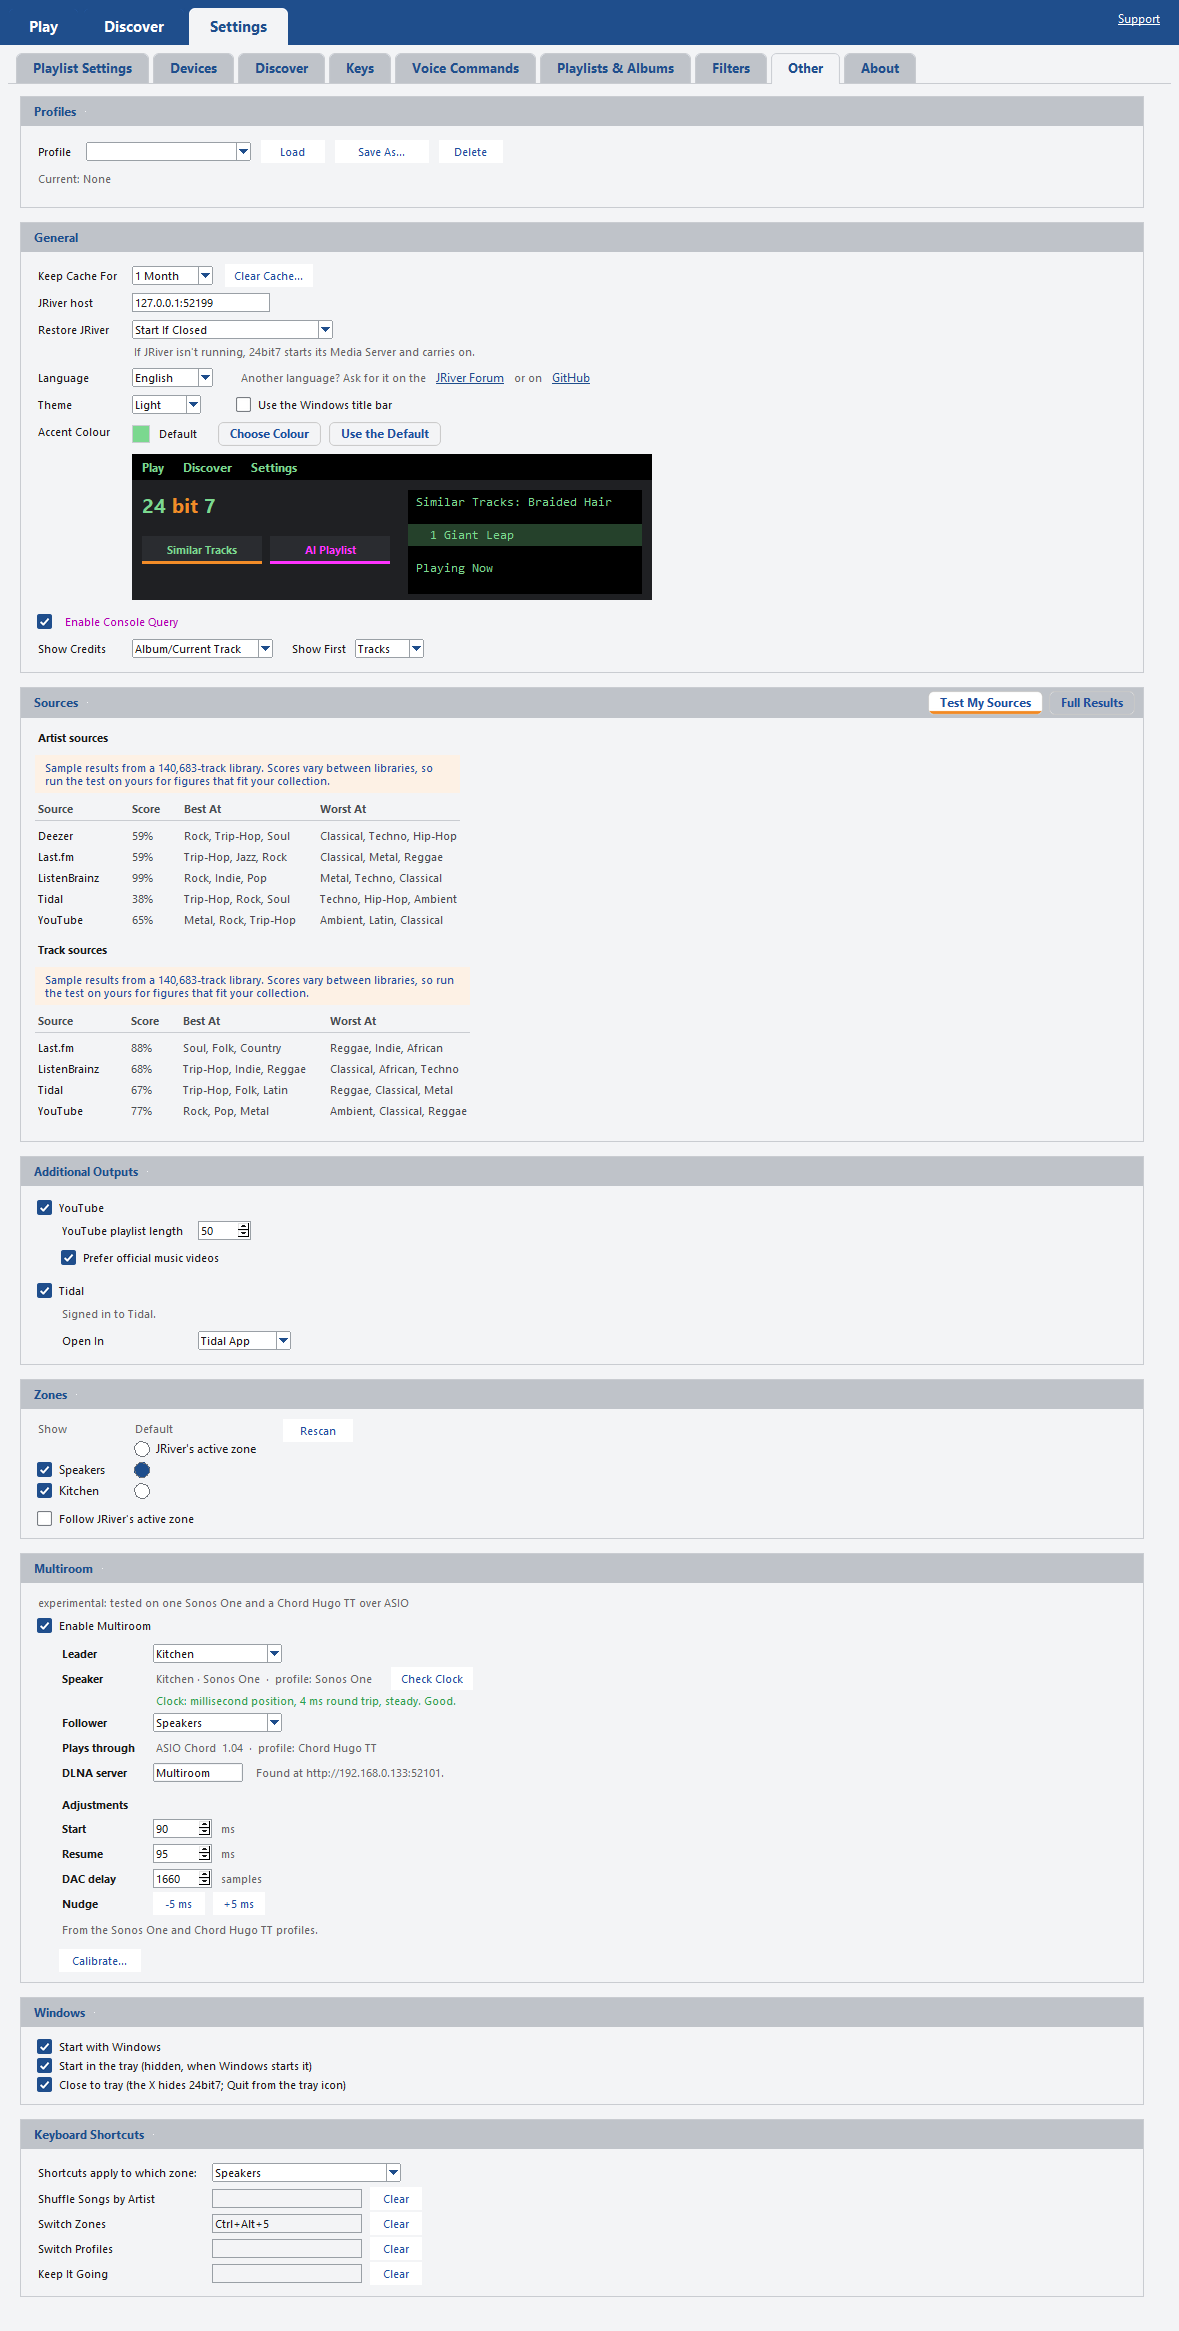 Play Discover Settings Support
Playlist Settings Devices Discover Keys Voice Commands Playlists & Albums Filters Other About
Profiles
Profile Load Save As... Delete
Current: None
General
Keep Cache For 1 Month Clear Cache...
JRiver host 127.0.0.1:52199
Restore JRiver Start If Closed
If JRiver isn't running, 24bit7 starts its Media Server and carries on.
Language English Another language? Ask for it on the JRiver Forum or on GitHub
Theme Light Use the Windows title bar
Accent Colour Default Choose Colour Use the Default
Play Discover Settings
24 bit 7
Similar Tracks AI Playlist
Similar Tracks: Braided Hair
1 Giant Leap
Playing Now
Enable Console Query
Show Credits Album/Current Track Show First Tracks
Sources Test My Sources Full Results
Artist sources
Sample results from a 140,683-track library. Scores vary between libraries, so
run the test on yours for figures that fit your collection.
Source Score Best At Worst At
Deezer 59% Rock, Trip-Hop, Soul Classical, Techno, Hip-Hop
Last.fm 59% Trip-Hop, Jazz, Rock Classical, Metal, Reggae
ListenBrainz 99% Rock, Indie, Pop Metal, Techno, Classical
Tidal 38% Trip-Hop, Rock, Soul Techno, Hip-Hop, Ambient
YouTube 65% Metal, Rock, Trip-Hop Ambient, Latin, Classical
Track sources
Sample results from a 140,683-track library. Scores vary between libraries, so run
the test on yours for figures that fit your collection.
Source Score Best At Worst At
Last.fm 88% Soul, Folk, Country Reggae, Indie, African
ListenBrainz 68% Trip-Hop, Indie, Reggae Classical, African, Techno
Tidal 67% Trip-Hop, Folk, Latin Reggae, Classical, Metal
YouTube 77% Rock, Pop, Metal Ambient, Classical, Reggae
Additional Outputs
YouTube
YouTube playlist length 50
Prefer official music videos
Tidal
Signed in to Tidal.
Open In Tidal App
Zones
Show Default Rescan
JRiver's active zone
Speakers
Kitchen
Follow JRiver's active zone
Multiroom
experimental: tested on one Sonos One and a Chord Hugo TT over ASIO
Enable Multiroom
Leader Kitchen
Speaker Kitchen · Sonos One · profile: Sonos One Check Clock
Clock: millisecond position, 4 ms round trip, steady. Good.
Follower Speakers
Plays through ASIO Chord 1.04 · profile: Chord Hugo TT
DLNA server Multiroom Found at http://192.168.0.133:52101.
Adjustments
Start 90 ms
Resume 95 ms
DAC delay 1660 samples
Nudge -5 ms +5 ms
From the Sonos One and Chord Hugo TT profiles.
Calibrate...
Windows
Start with Windows
Start in the tray (hidden, when Windows starts it)
Close to tray (the X hides 24bit7; Quit from the tray icon)
Keyboard Shortcuts
Shortcuts apply to which zone: Speakers
Shuffle Songs by Artist Clear
Switch Zones Ctrl+Alt+5 Clear
Switch Profiles Clear
Keep It Going Clear